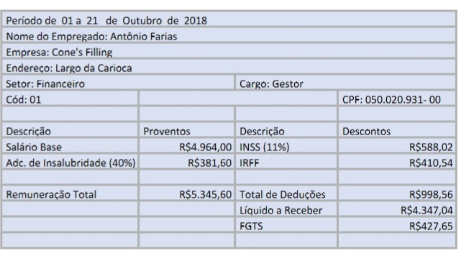 Período de 01 a 21 de Outubro de 2018
Nome do Empregado: Antônio Farias
Empresa: Cone's Filling
Endereço: Largo da Carioca
Setor: Financeiro Cargo: Gestor
Cód: 01 CPF: 050.020.931- 00
Descrição Proventos Descrição Descontos
Salário Base R$4.964,00 INSS (11%) R$588,02
Adc. de Insalubridade (40%) R$381,60 IRFF R$410,54
Remuneração Total R$5.345,60 Total de Deduções R$998,56
Líquido a Receber R$4.347,04
FGTS R$427,65